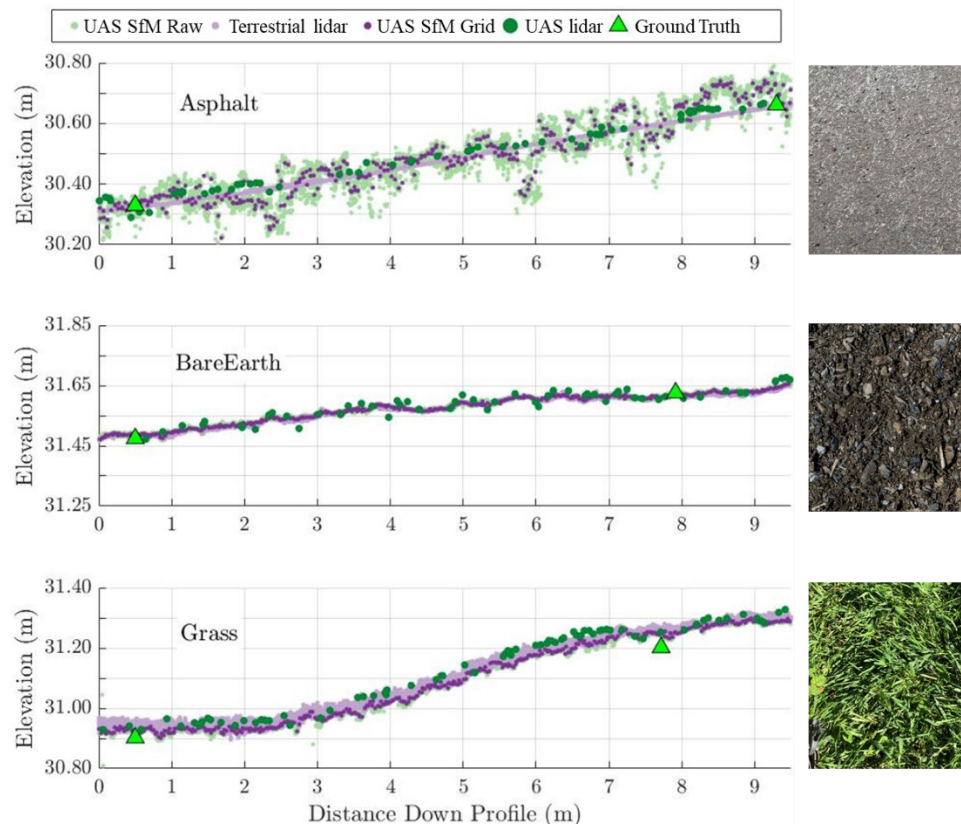 UAS SfM Raw Terrestrial lidar UAS SfM Grid UAS lidar Ground Truth
30.80
30.60
30.40
30.20
Elevation (m)
Asphalt
0 1 2 3 4 5 6 7 8 9
31.85
31.65
31.45
31.25
Elevation (m)
BareEarth
0 1 2 3 4 5 6 7 8 9
31.40
31.20
31.00
30.80
Elevation (m)
Grass
0 1 2 3 4 5 6 7 8 9
Distance Down Profile (m)